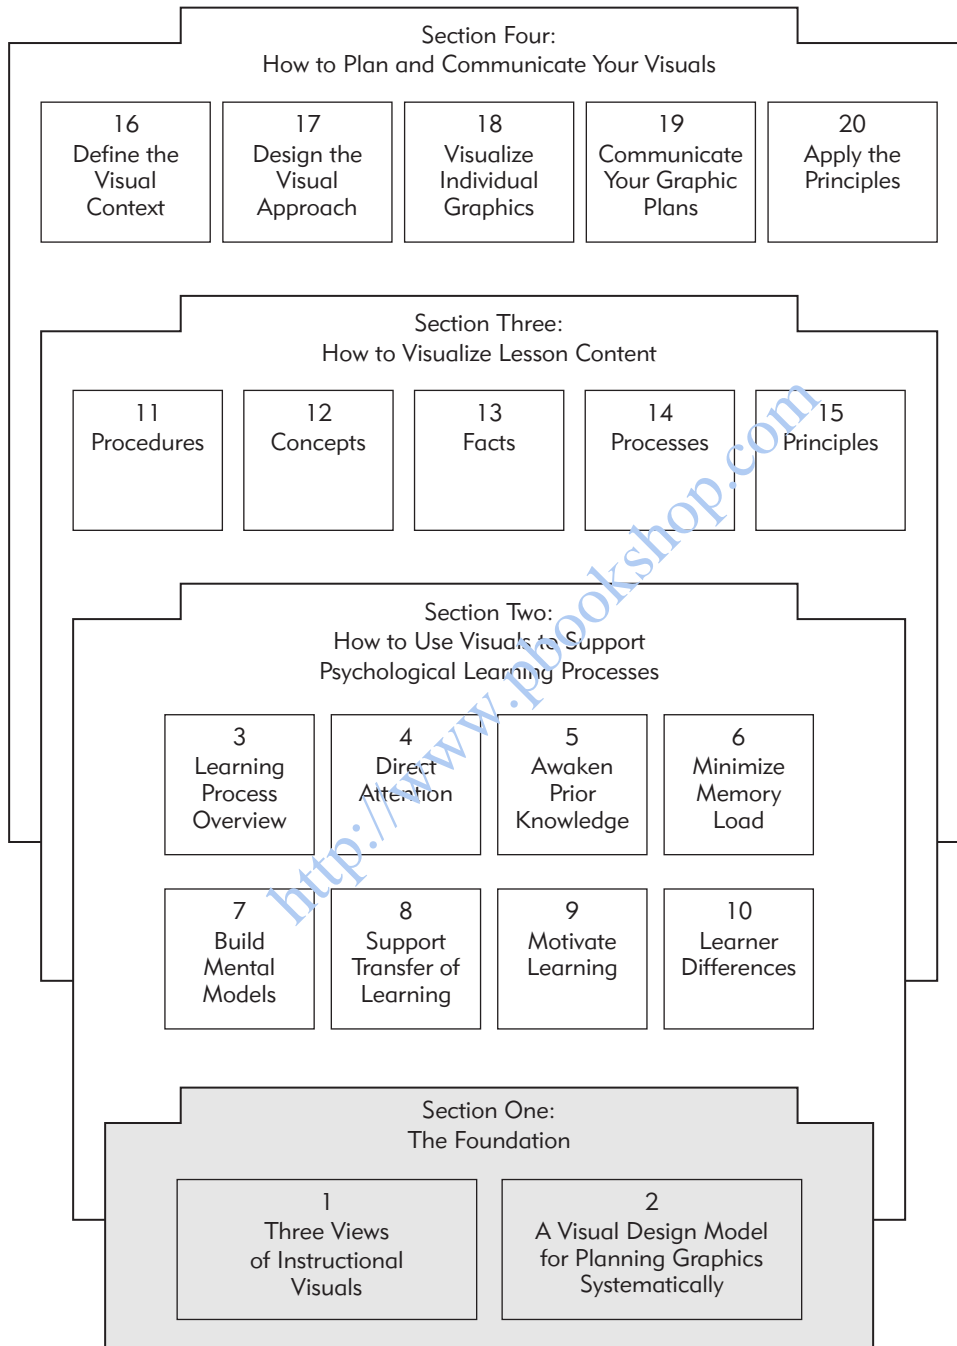 Section Four:
How to Plan and Communicate Your Visuals
16
Define the
Visual
Context
17
Design the
Visual
Approach
18
Visualize
Individual
Graphics
19
Communicate
Your Graphic
Plans
20
Apply the
Principles
Section Three:
How to Visualize Lesson Content
11
Procedures
12
Concepts
13
Facts
14
Processes
15
Principles
Section Two:
How to Use Visuals to Support
Psychological Learning Processes
3
Learning
Process
Overview
4
Direct
Attention
5
Awaken
Prior
Knowledge
6
Minimize
Memory
Load
7
Build
Mental
Models
8
Support
Transfer of
Learning
9
Motivate
Learning
10
Learner
Differences
Section One:
The Foundation
1
Three Views
of Instructional
Visuals
2
A Visual Design Model
for Planning Graphics
Systematically
http://www.pbookshop.com